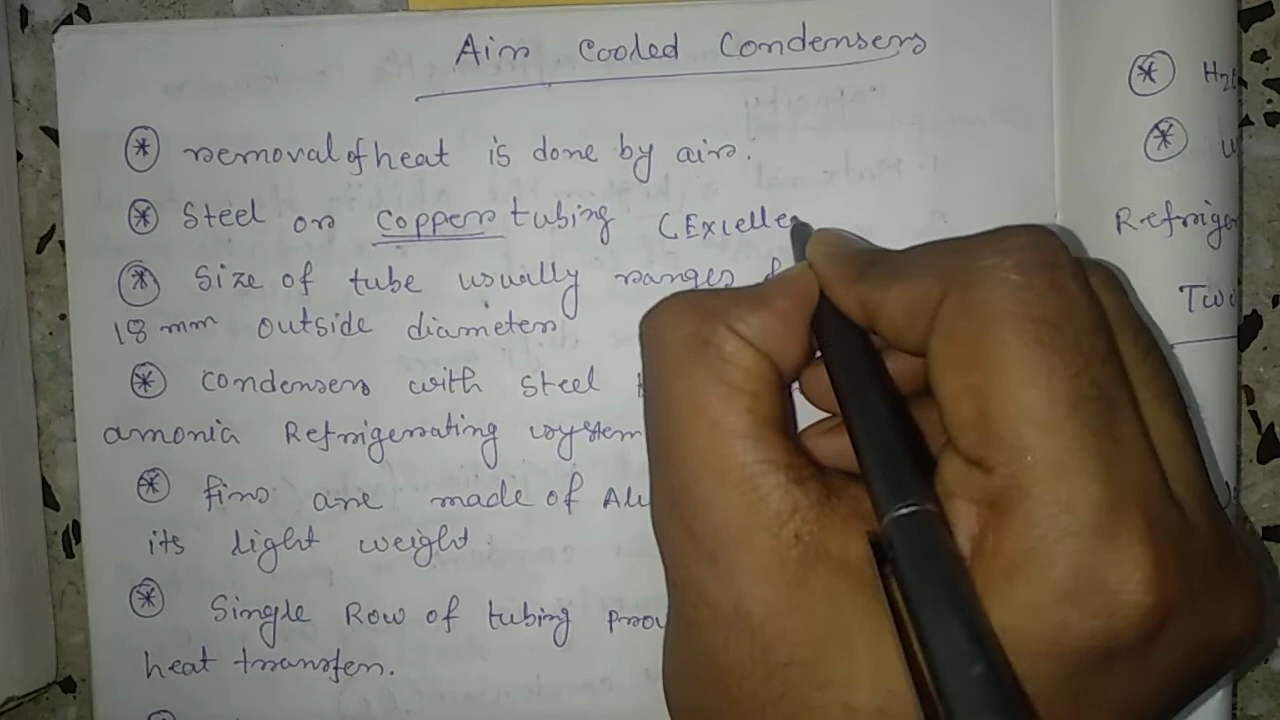 Air Cooled Condensers
* removal of heat is done by air.
* Steel or Copper tubing (Excelle
* Size of tube usually ranges
18 mm outside diameter
* Condensers with steel
amonia Refrigerating system
* fins are made of Alu
its light weight.
* Single Row of tubing prov
heat transfer.
* H2
*
Refriger
Two